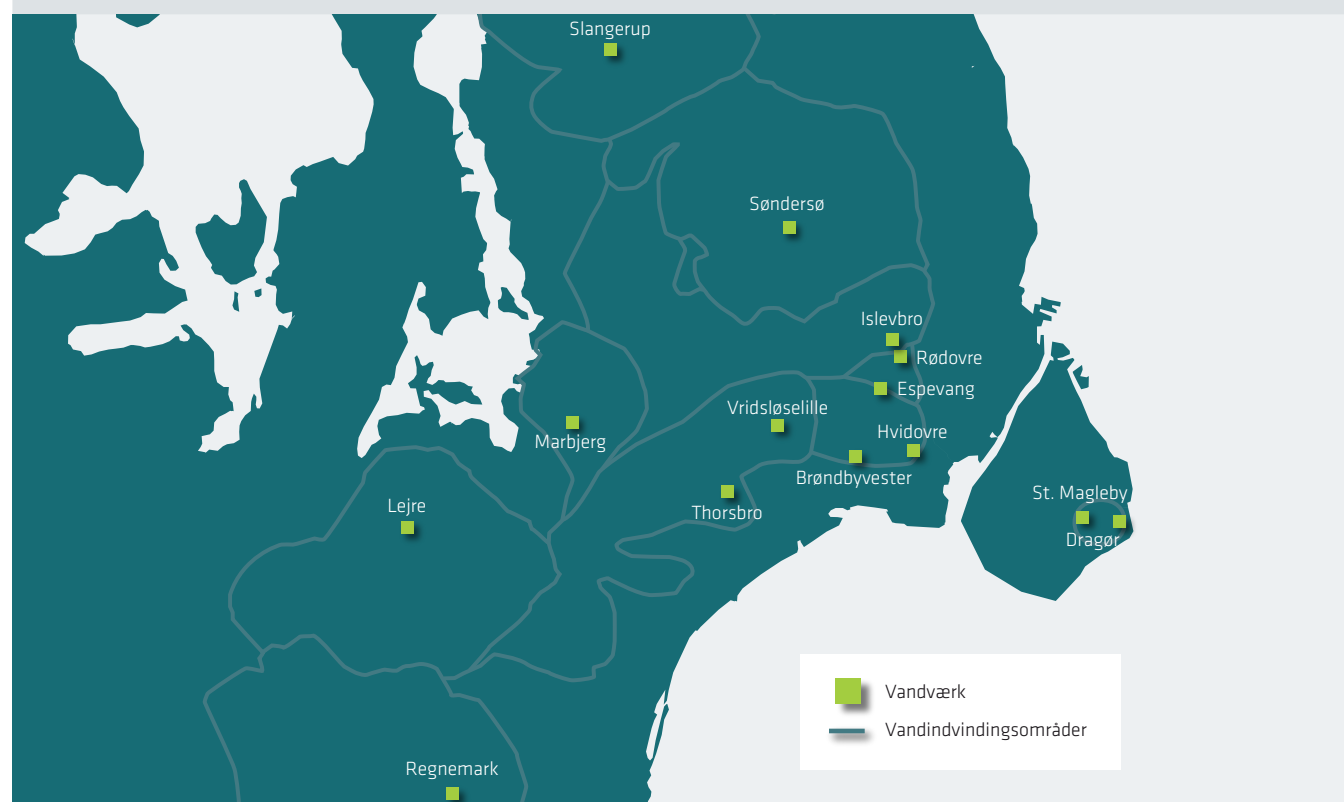 Slangerup
Søndersø
Islevbro
Rødovre
Espevang
Vridsløselille
Hvidovre
Marbjerg
Brøndbyvester
St. Magleby
Lejre
Thorsbro
Dragør
Vandværk
Vandindvindingsområder
Regnemark